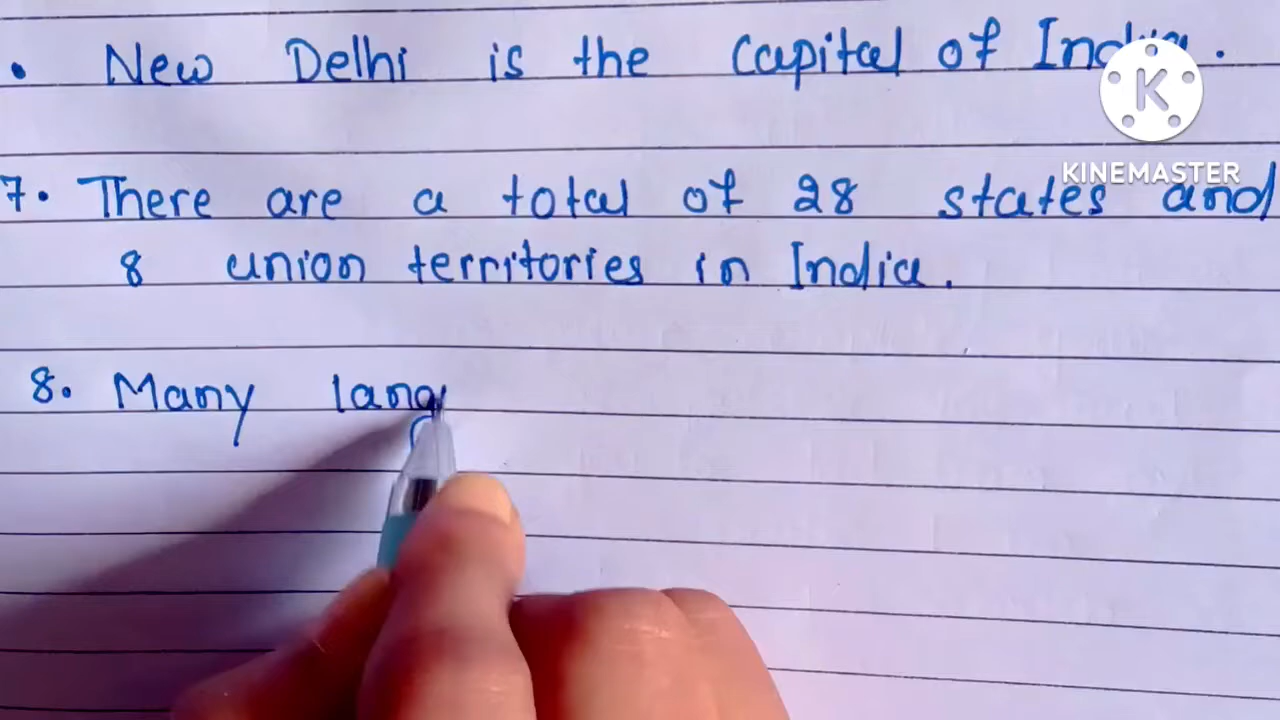 . New Delhi is the capital of India.
K
KINEMASTER
7. There are a total of 28 states and
8 union territories in India.
8. Many lang